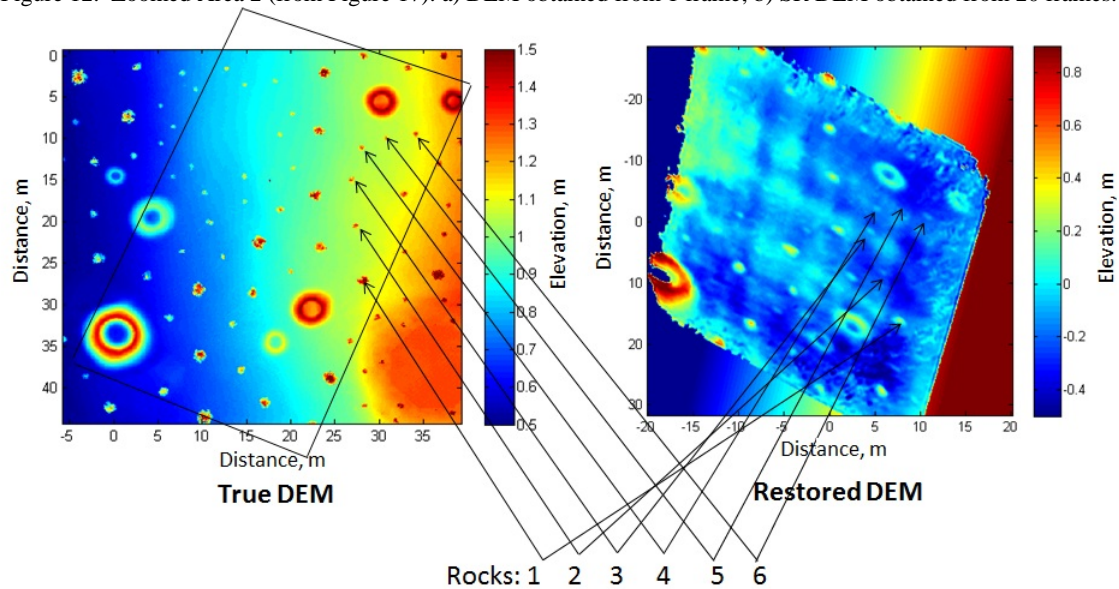 Figure 12: Zoomed Area 2 (from Figure 17): a) DEM obtained from 1 frame; b) SR DEM obtained from 20 frames.
Distance, m
0
5
10
15
20
25
30
35
40
-5 0 5 10 15 20 25 30 35
Distance, m
True DEM
1.5
1.4
1.3
1.2
1.1
1
0.9
0.8
0.7
0.6
0.5
Elevation, m
Distance, m
-20
-10
0
10
20
30
-20 -15 -10 -5 0 5 10 15 20
Distance, m
Restored DEM
0.8
0.6
0.4
0.2
0
-0.2
-0.4
Elevation, m
Rocks: 1 2 3 4 5 6